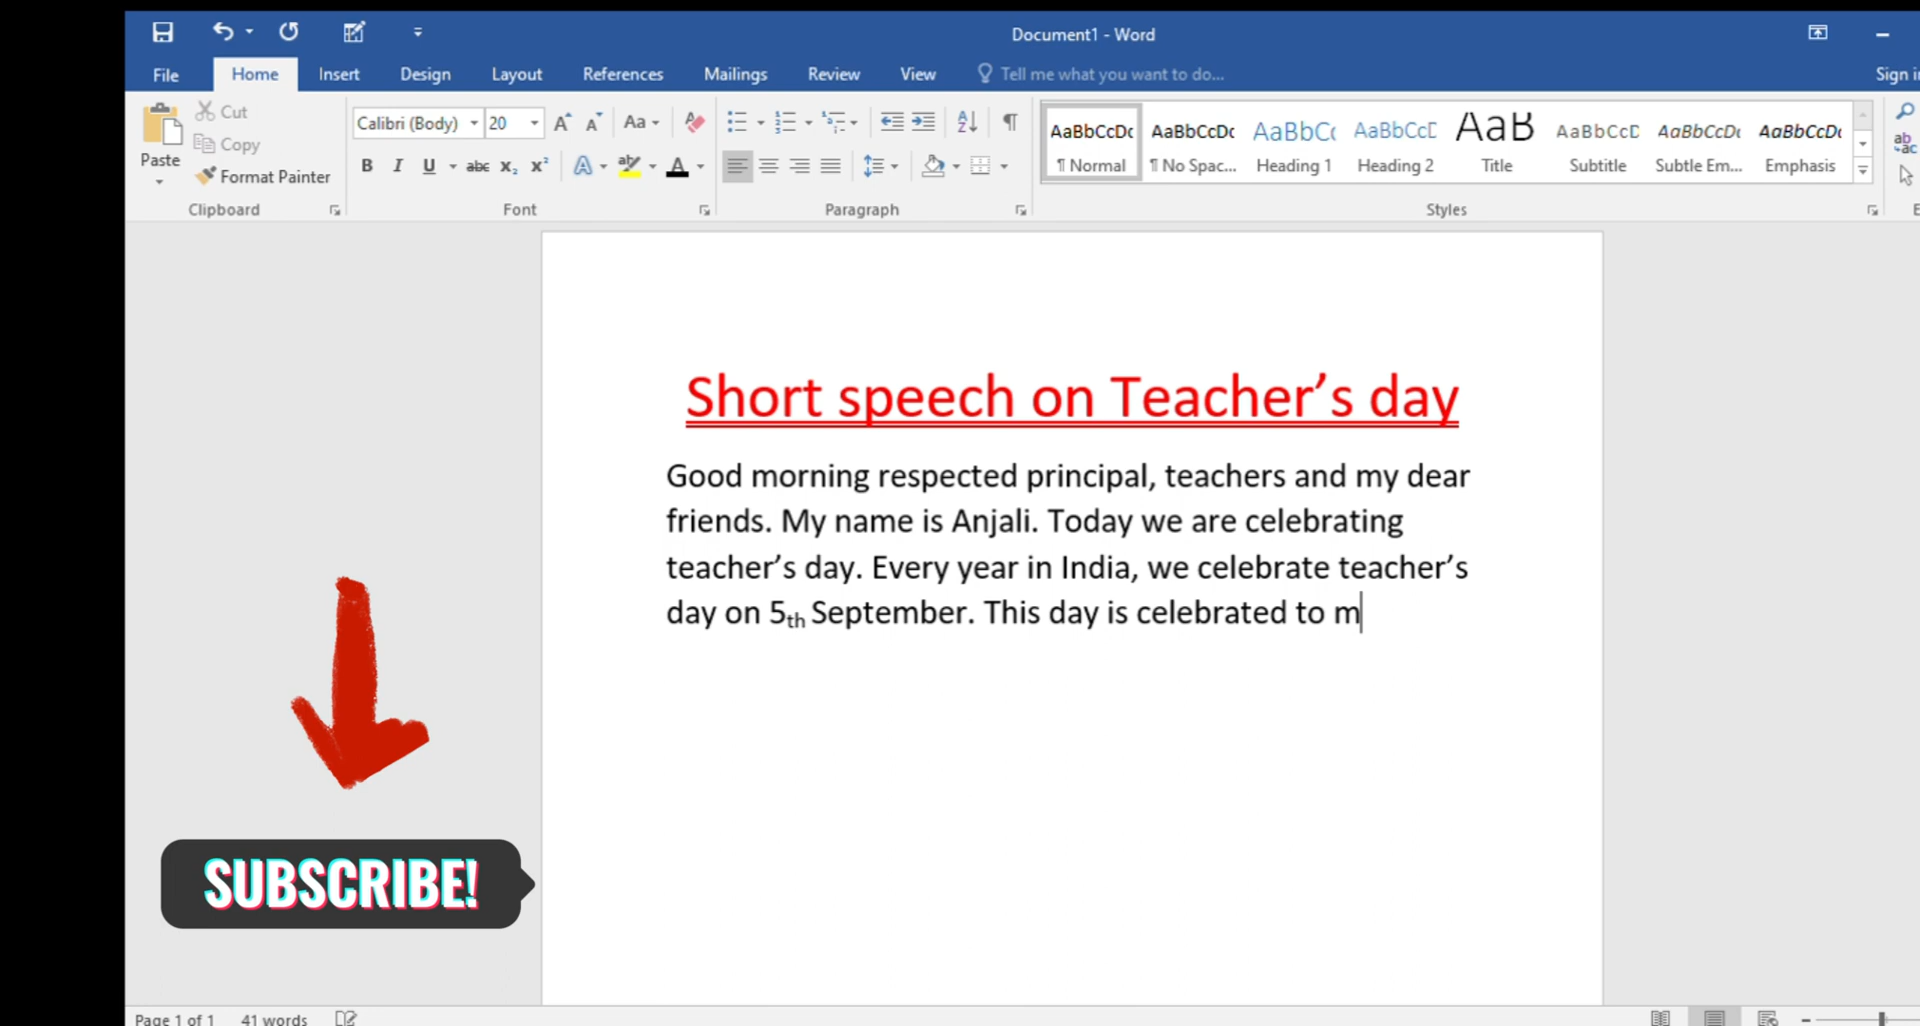 Document1 - Word
File Home Insert Design Layout References Mailings Review View Tell me what you want to do... Sign i
Cut
Copy
Paste
Format Painter
Clipboard
Calibri (Body) 20
Font
Paragraph
AaBbCcDc AaBbCcDc AaBbCc AaBbCcD AaB AaBbCcD AaBbCcDc AaBbCcDc
¶ Normal ¶ No Spac... Heading 1 Heading 2 Title Subtitle Subtle Em... Emphasis
Styles
Short speech on Teacher’s day
Good morning respected principal, teachers and my dear
friends. My name is Anjali. Today we are celebrating
teacher’s day. Every year in India, we celebrate teacher’s
day on 5th September. This day is celebrated to m
SUBSCRIBE!
Page 1 of 1 41 words